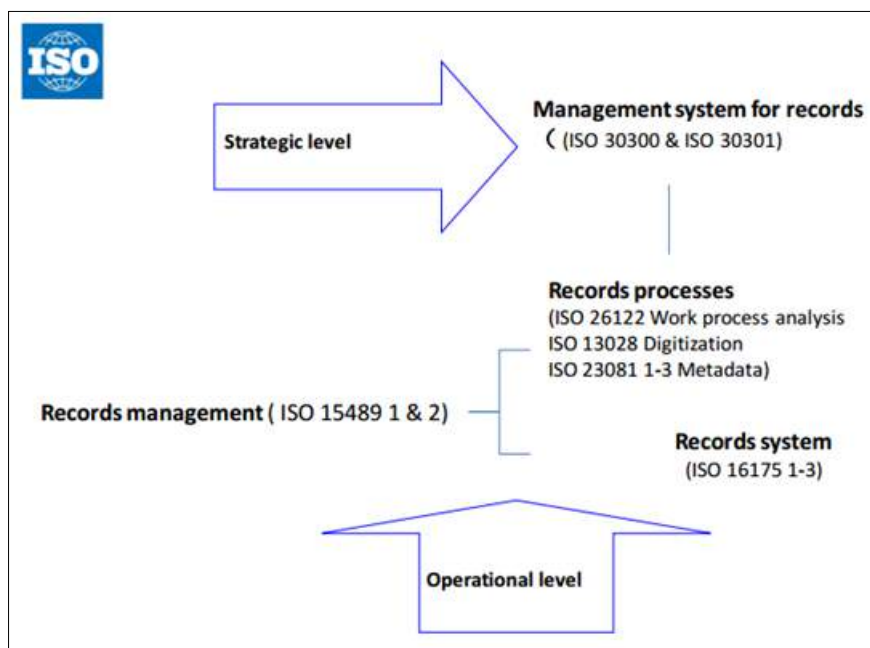 ISO
Management system for records
Strategic level
( (ISO 30300 & ISO 30301)
Records processes
(ISO 26122 Work process analysis
ISO 13028 Digitization
ISO 23081 1-3 Metadata)
Records management ( ISO 15489 1 & 2)
Records system
(ISO 16175 1-3)
Operational level